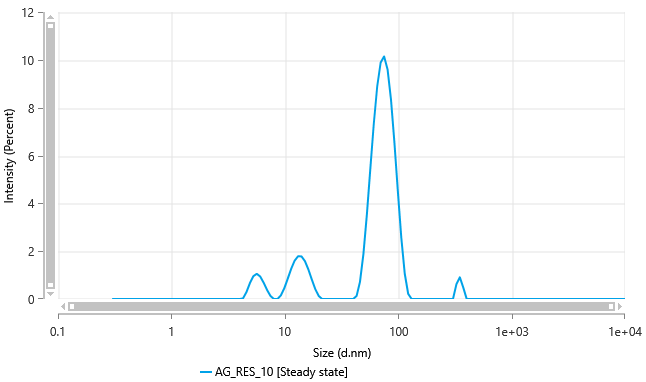 12
10
8
6
4
2
0
Intensity (Percent)
0.1 1 10 100 1e+03 1e+04
Size (d.nm)
AG_RES_10 [Steady state]